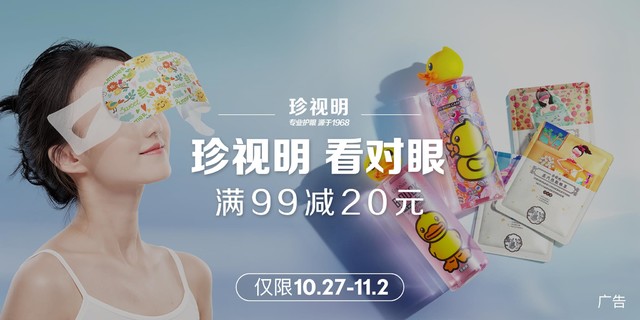 珍视明
专业护眼 源于1968
珍视明 看对眼
满99减20元
仅限10.27-11.2
广告